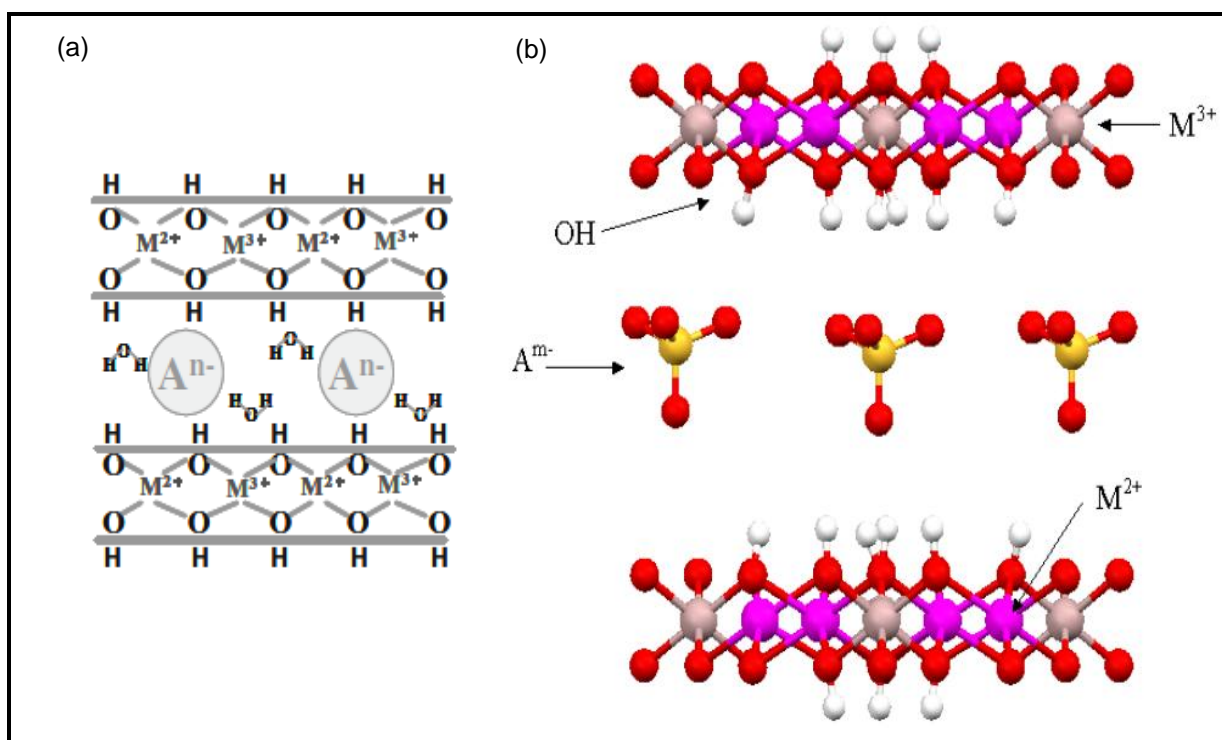 (a)
H H H H H
O O O O O
M²⁺ M³⁺ M²⁺ M³⁺
O O O O O
H H H H H
O O
H H H H
Aⁿ⁻ Aⁿ⁻
H H H H
O O
H H H H H
O O O O O
M²⁺ M³⁺ M²⁺ M³⁺
O O O O O
H H H H H
(b)
M³⁺
OH
Aᵐ⁻
M²⁺